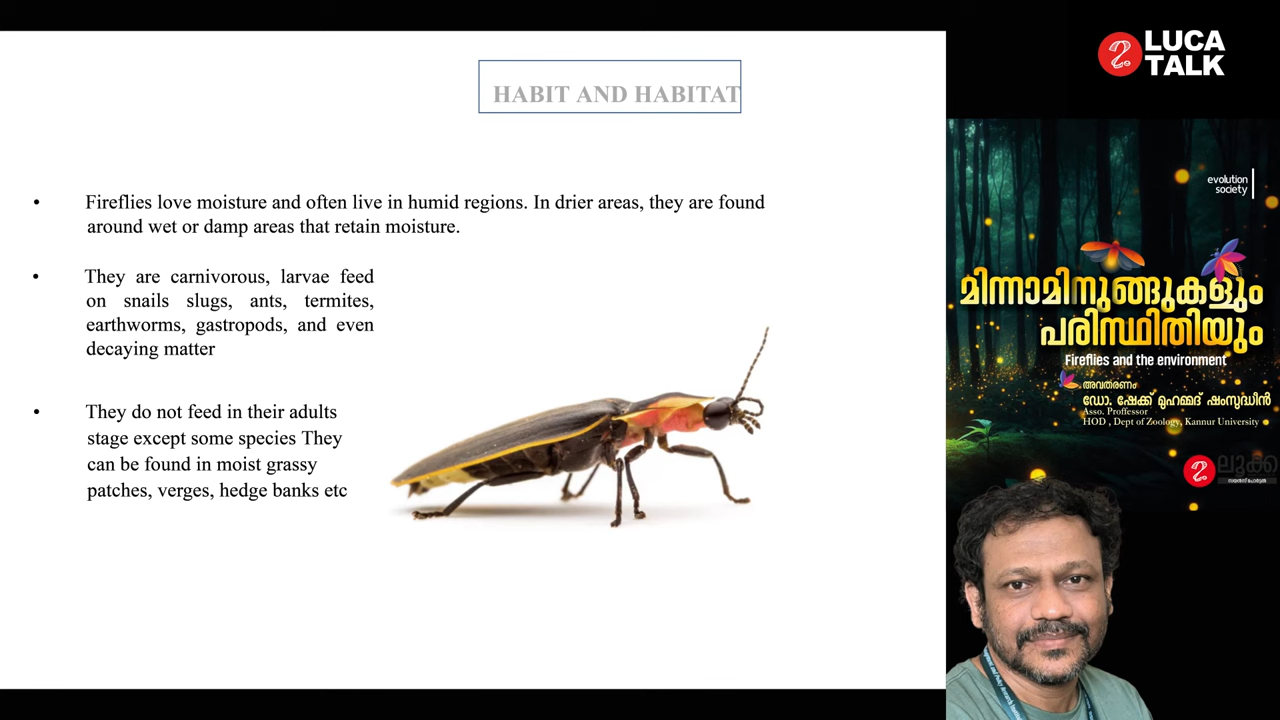 HABIT AND HABITAT
• Fireflies love moisture and often live in humid regions. In drier areas, they are found
around wet or damp areas that retain moisture.
• They are carnivorous, larvae feed
on snails slugs, ants, termites,
earthworms, gastropods, and even
decaying matter
• They do not feed in their adults
stage except some species They
can be found in moist grassy
patches, verges, hedge banks etc
LUCA
TALK
evolution
society
മിന്നാമിനുങ്ങുകളും
പരിസ്ഥിതിയും
Fireflies and the environment
അവതരണം
ഡോ. ഷേക്ക് മുഹമ്മദ് ഷംസുദ്ധീൻ
Asso. Proffessor
HOD , Dept of Zoology, Kannur University
ലൂക്ക
സയൻസ് പോർട്ടൽ